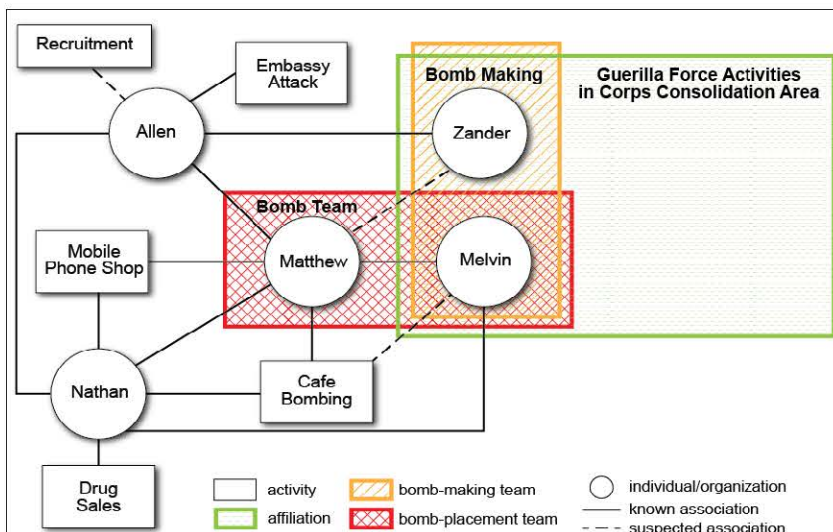 Recruitment
Embassy
Attack
Bomb Making
Guerilla Force Activities
in Corps Consolidation Area
Allen
Zander
Bomb Team
Mobile
Phone Shop
Matthew
Melvin
Nathan
Cafe
Bombing
Drug
Sales
activity
bomb-making team
individual/organization
known association
affiliation
bomb-placement team
suspected association